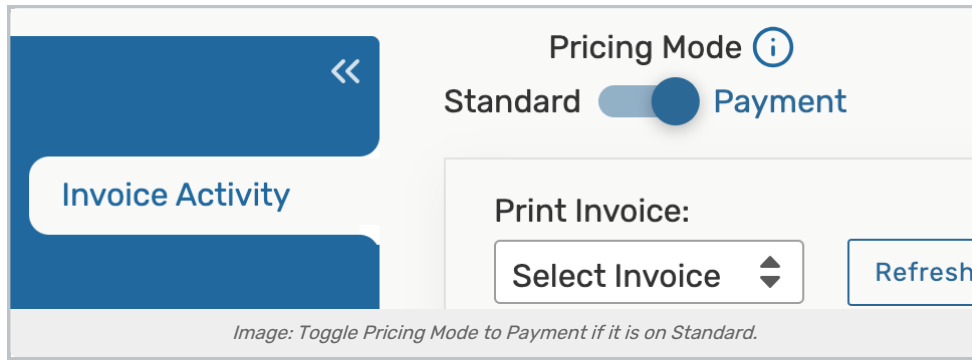 Pricing Mode
Standard Payment
Invoice Activity
Print Invoice:
Select Invoice
Refresh
Image: Toggle Pricing Mode to Payment if it is on Standard.